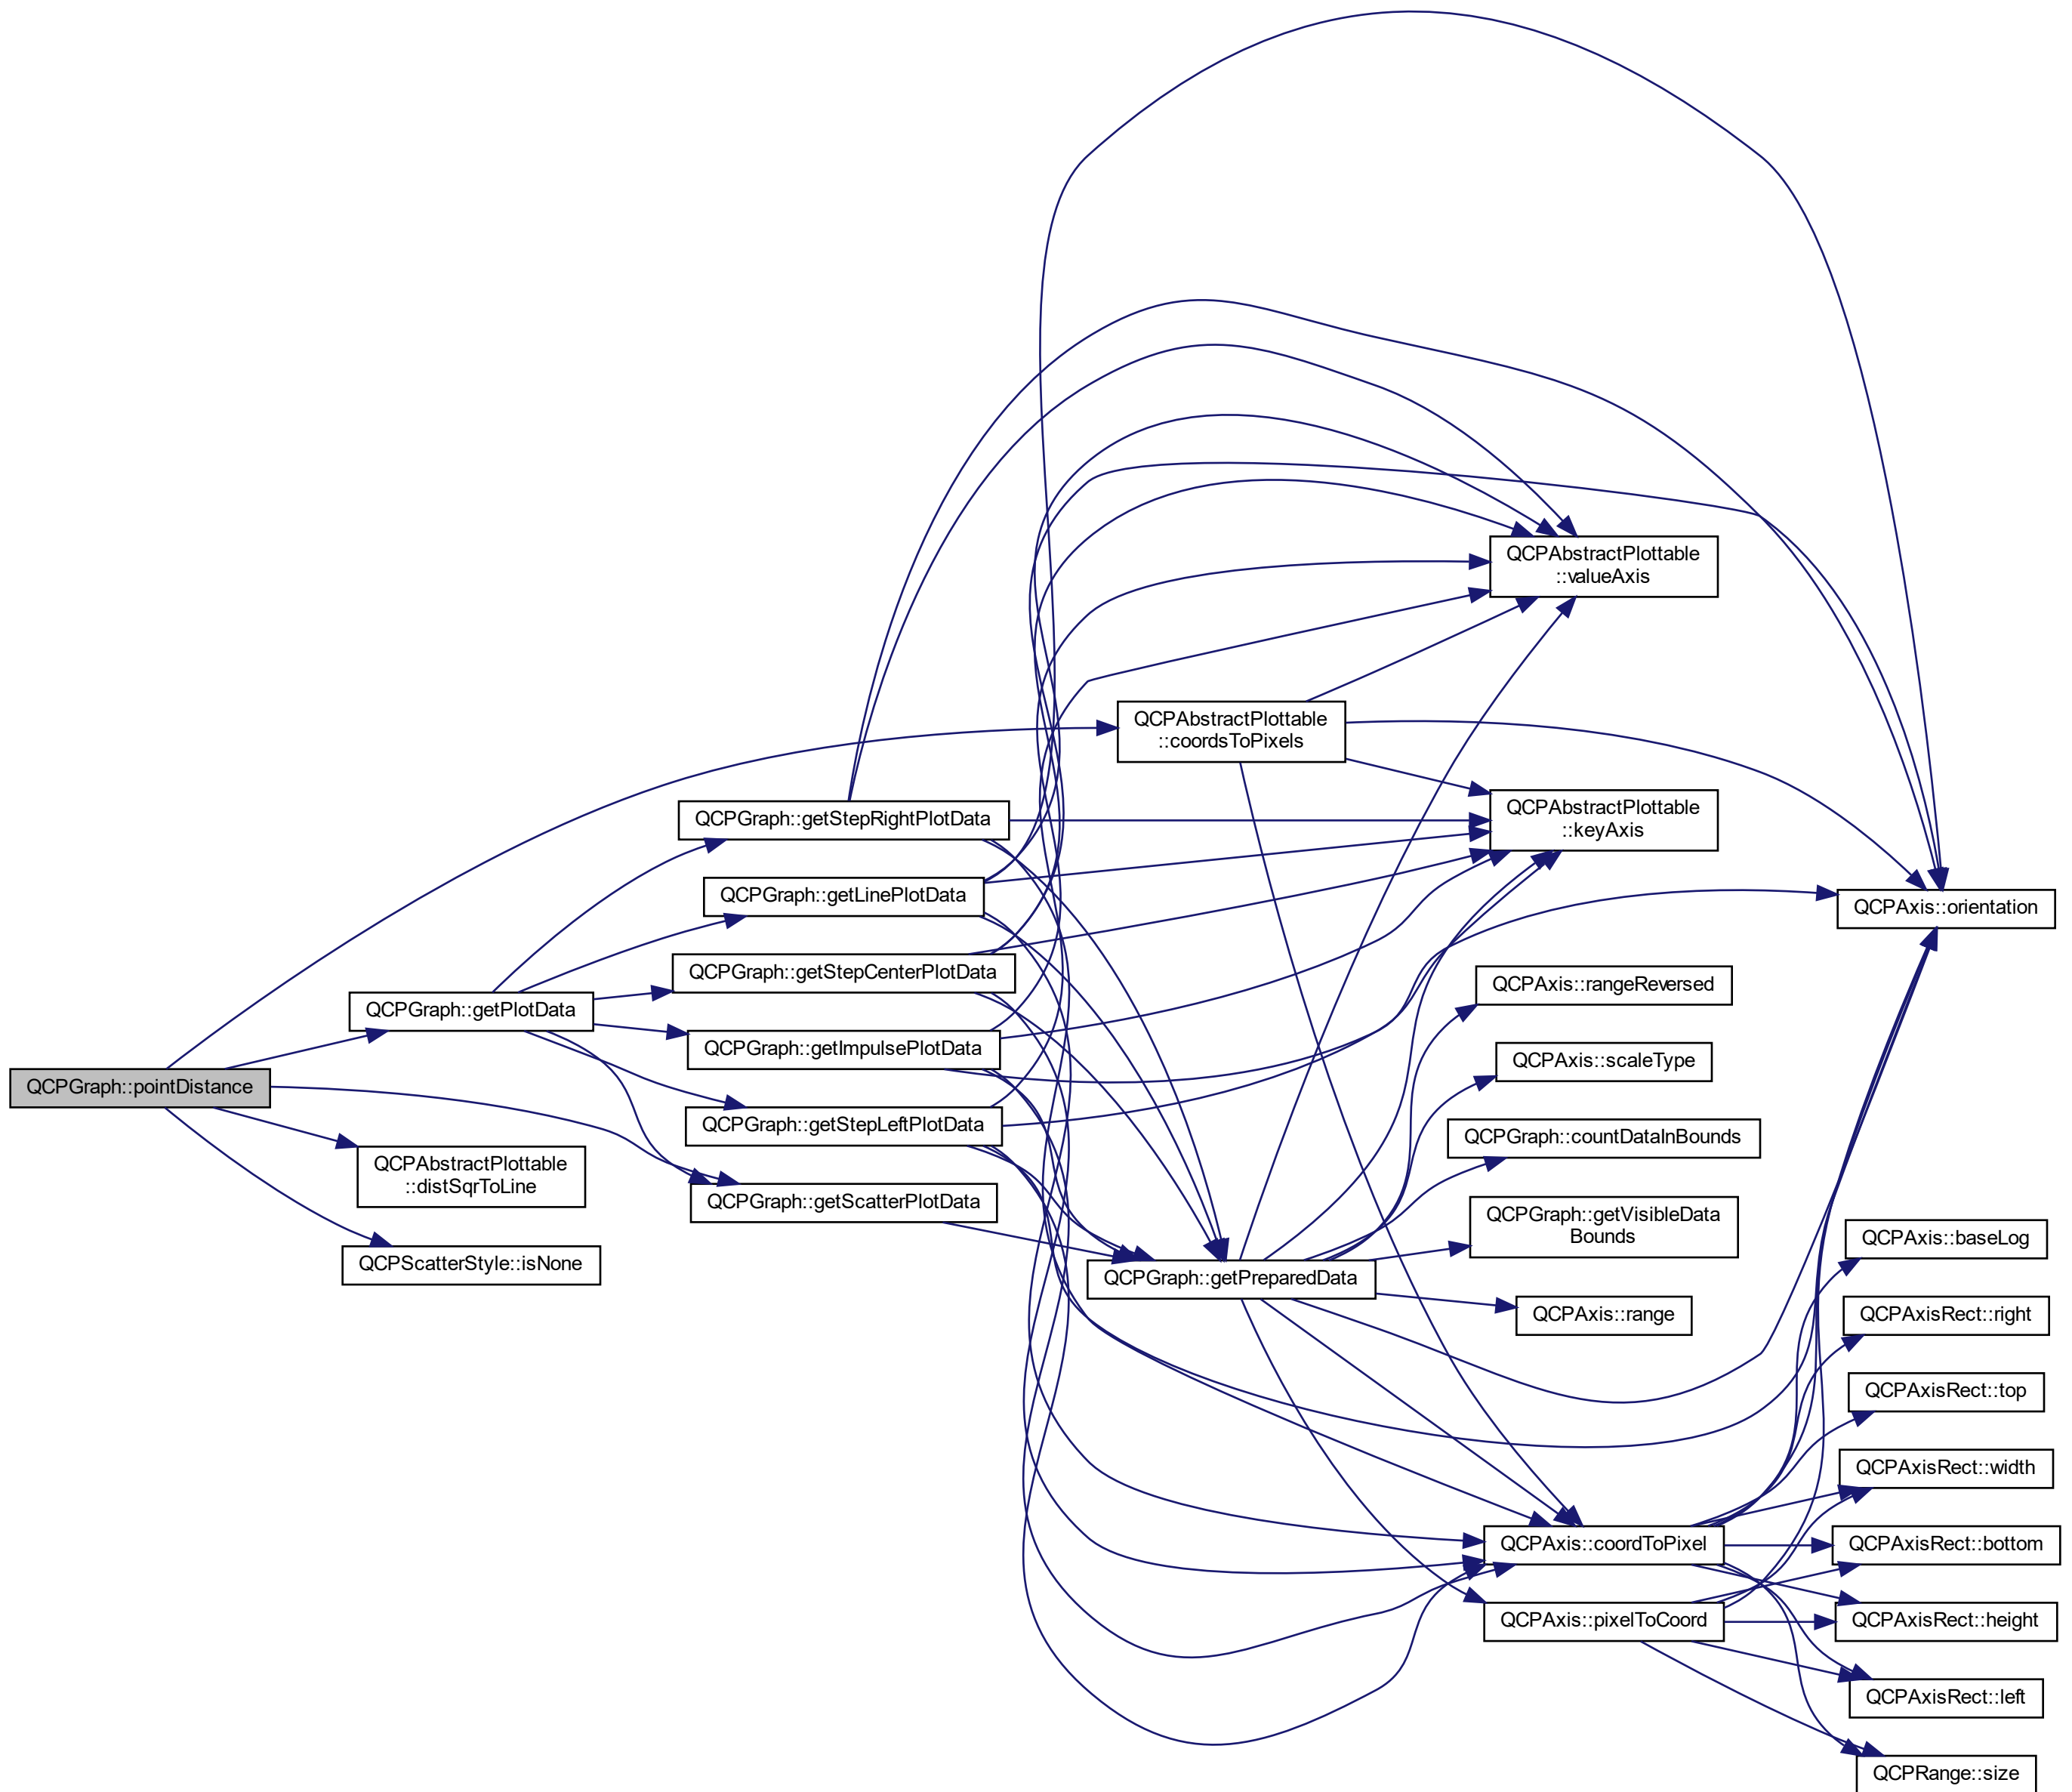 QCPGraph::pointDistance
QCPGraph::getPlotData
QCPAbstractPlottable
::distSqrToLine
QCPScatterStyle::isNone
QCPGraph::getStepRightPlotData
QCPGraph::getLinePlotData
QCPGraph::getStepCenterPlotData
QCPGraph::getImpulsePlotData
QCPGraph::getStepLeftPlotData
QCPGraph::getScatterPlotData
QCPAbstractPlottable
::coordsToPixels
QCPGraph::getPreparedData
QCPAbstractPlottable
::valueAxis
QCPAbstractPlottable
::keyAxis
QCPAxis::rangeReversed
QCPAxis::scaleType
QCPGraph::countDataInBounds
QCPGraph::getVisibleData
Bounds
QCPAxis::range
QCPAxis::coordToPixel
QCPAxis::pixelToCoord
QCPAxis::orientation
QCPAxis::baseLog
QCPAxisRect::right
QCPAxisRect::top
QCPAxisRect::width
QCPAxisRect::bottom
QCPAxisRect::height
QCPAxisRect::left
QCPRange::size